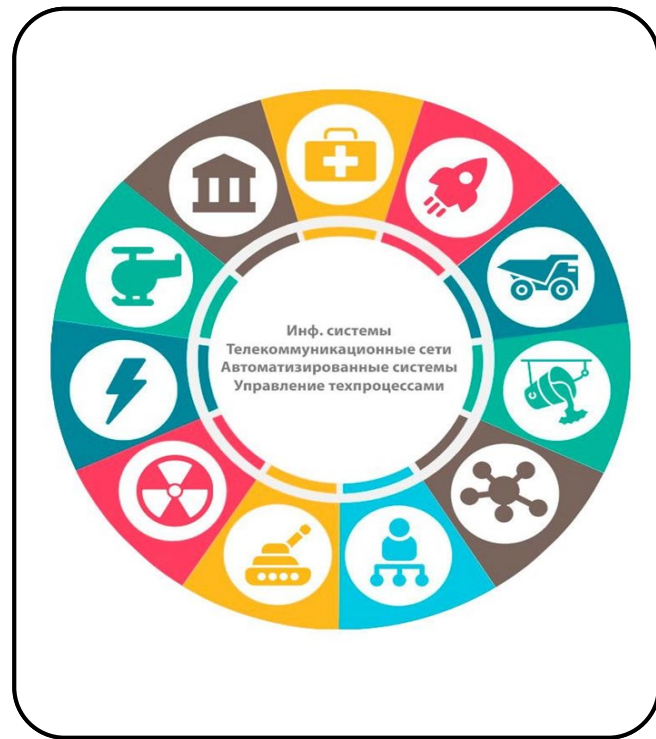 Инф. системы
Телекоммуникационные сети
Автоматизированные системы
Управление техпроцессами